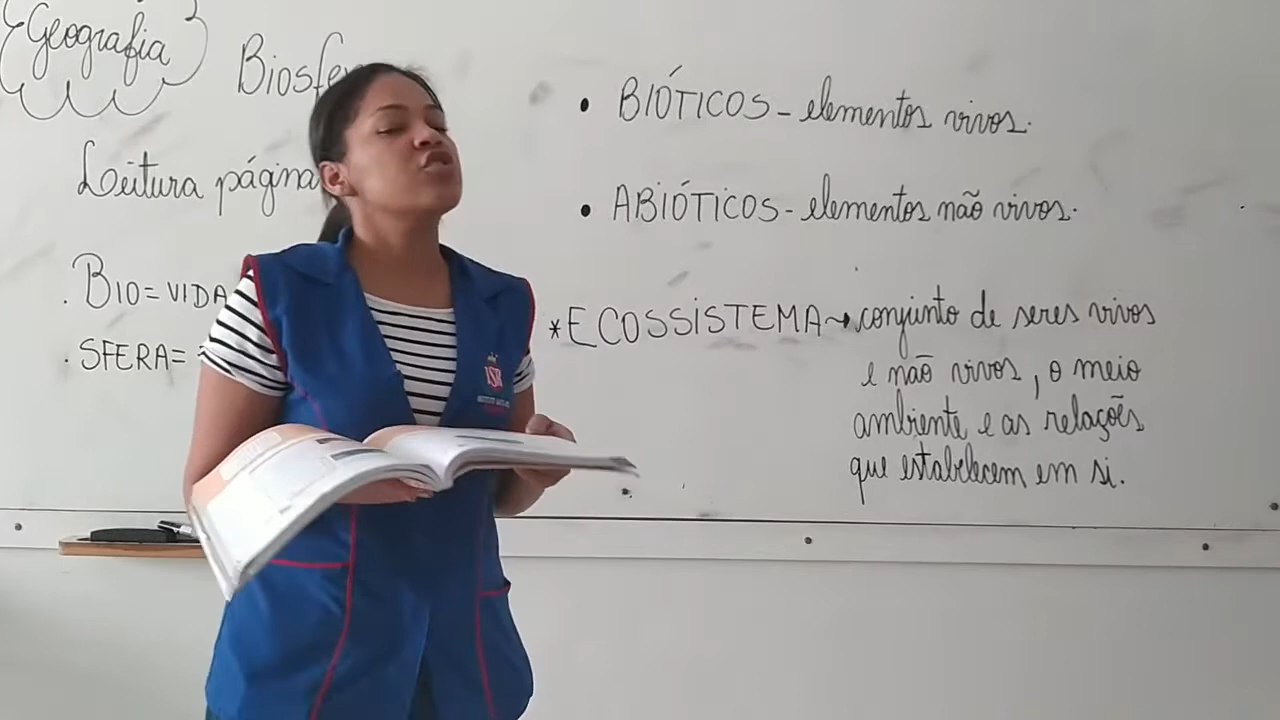 Geografia
Leitura página
. BIO = VIDA
. SFERA =
• BIÓTICOS - elementos vivos.
• ABIÓTICOS - elementos não vivos.
*ECOSSISTEMA → conjunto de seres vivos
e não vivos, o meio
ambiente e as relações
que estabelecem em si.
ISR